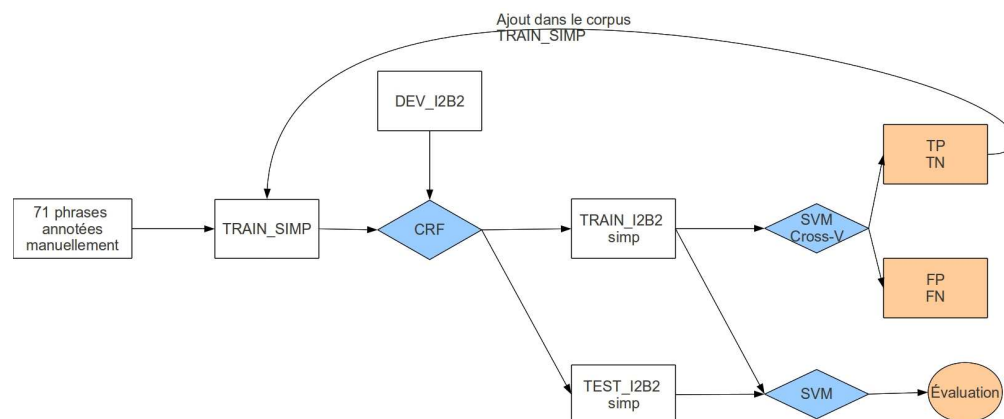 Ajout dans le corpus
TRAIN_SIMP
DEV_I2B2
TP
TN
71 phrases
annotées
manuellement
TRAIN_SIMP
CRF
TRAIN_I2B2
simp
SVM
Cross-V
FP
FN
TEST_I2B2
simp
SVM
Évaluation